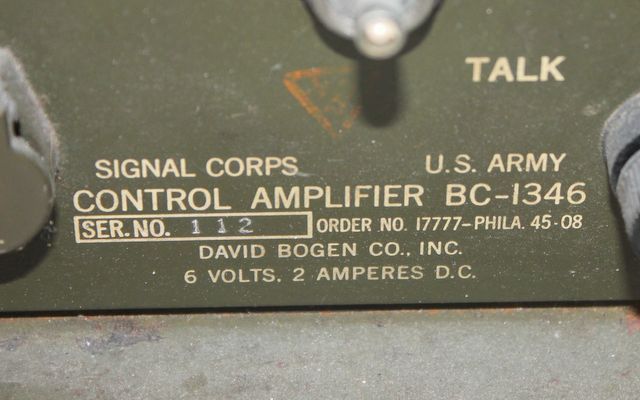 TALK
SIGNAL CORPS U.S. ARMY
CONTROL AMPLIFIER BC-1346
SER. NO. 112 ORDER NO. 17777-PHILA. 45-08
DAVID BOGEN CO., INC.
6 VOLTS, 2 AMPERES D.C.